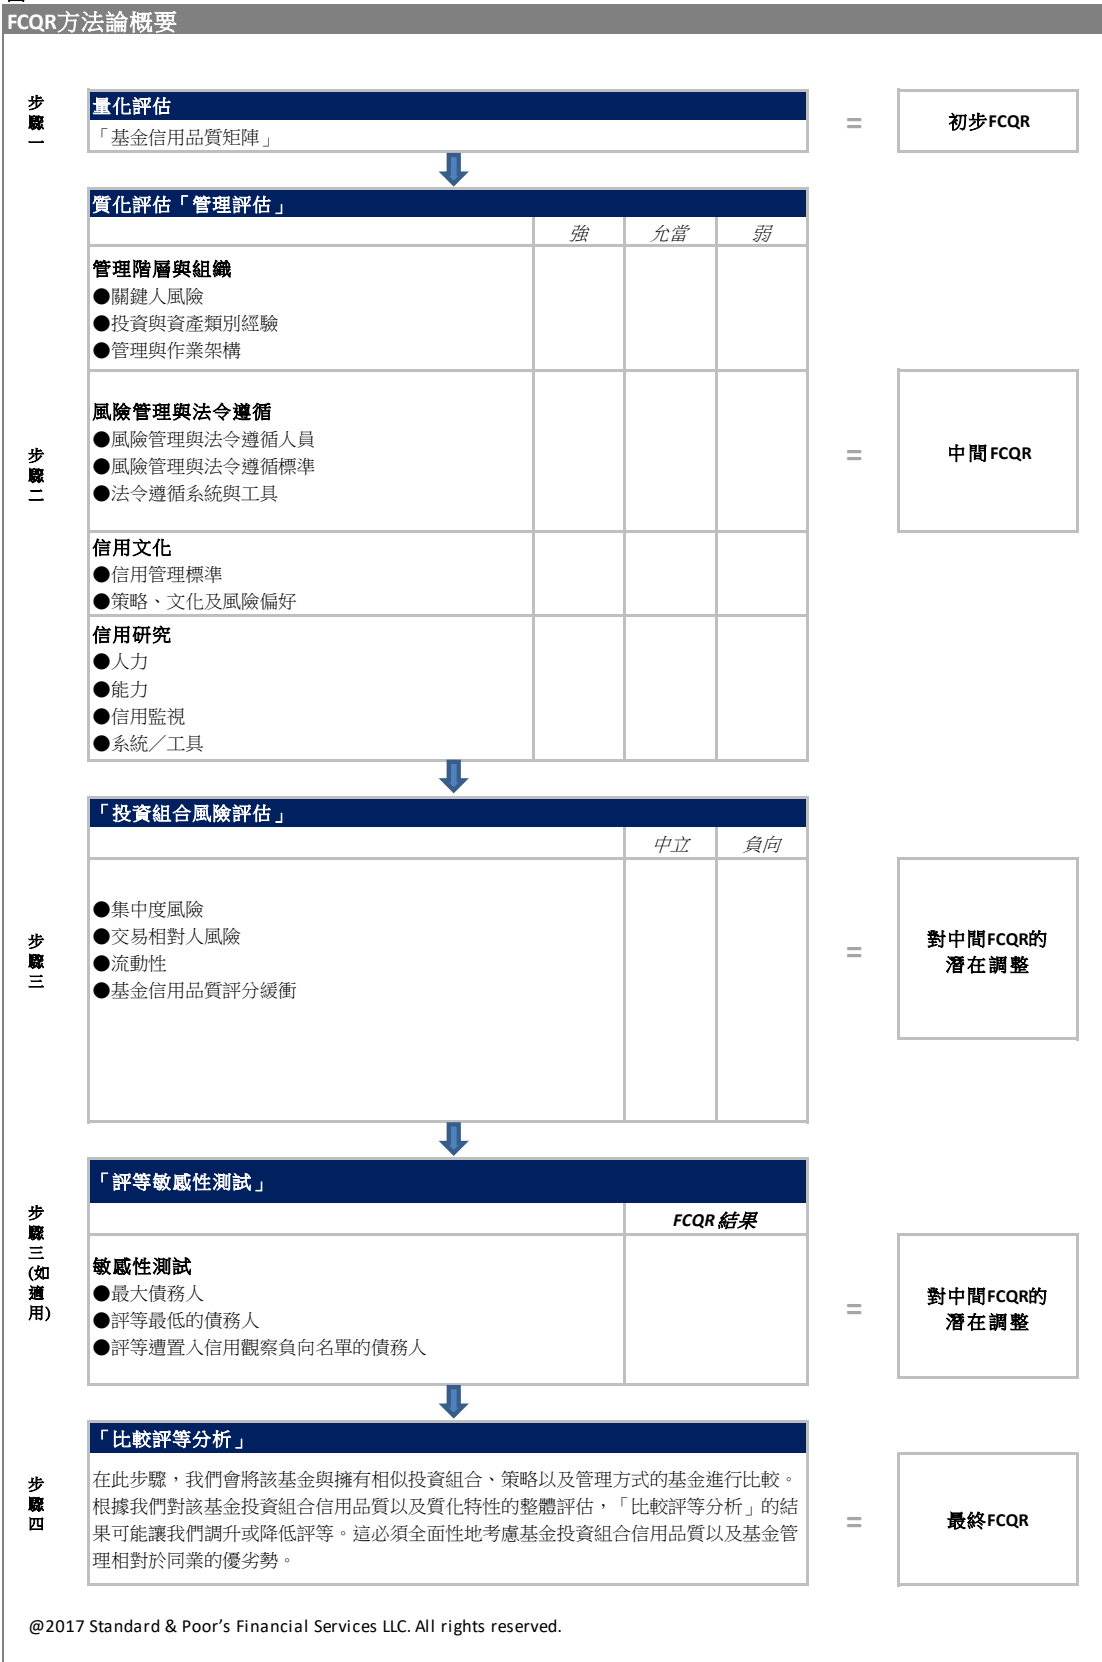 FCQR方法論概要
步驟一
量化評估
「基金信用品質矩陣」
=
初步FCQR
質化評估「管理評估」
強 允當 弱
管理階層與組織
●關鍵人風險
●投資與資產類別經驗
●管理與作業架構
步驟二
風險管理與法令遵循
●風險管理與法令遵循人員
●風險管理與法令遵循標準
●法令遵循系統與工具
=
中間FCQR
信用文化
●信用管理標準
●策略、文化及風險偏好
信用研究
●人力
●能力
●信用監視
●系統／工具
「投資組合風險評估」
中立 負向
步驟三
●集中度風險
●交易相對人風險
●流動性
●基金信用品質評分緩衝
=
對中間FCQR的
潛在調整
「評等敏感性測試」
FCQR 結果
步驟三(如適用)
敏感性測試
●最大債務人
●評等最低的債務人
●評等遭置入信用觀察負向名單的債務人
=
對中間FCQR的
潛在調整
「比較評等分析」
步驟四
在此步驟，我們會將該基金與擁有相似投資組合、策略以及管理方式的基金進行比較。
根據我們對該基金投資組合信用品質以及質化特性的整體評估，「比較評等分析」的結
果可能讓我們調升或降低評等。這必須全面性地考慮基金投資組合信用品質以及基金管
理相對於同業的優劣勢。
=
最終FCQR
@2017 Standard & Poor’s Financial Services LLC. All rights reserved.